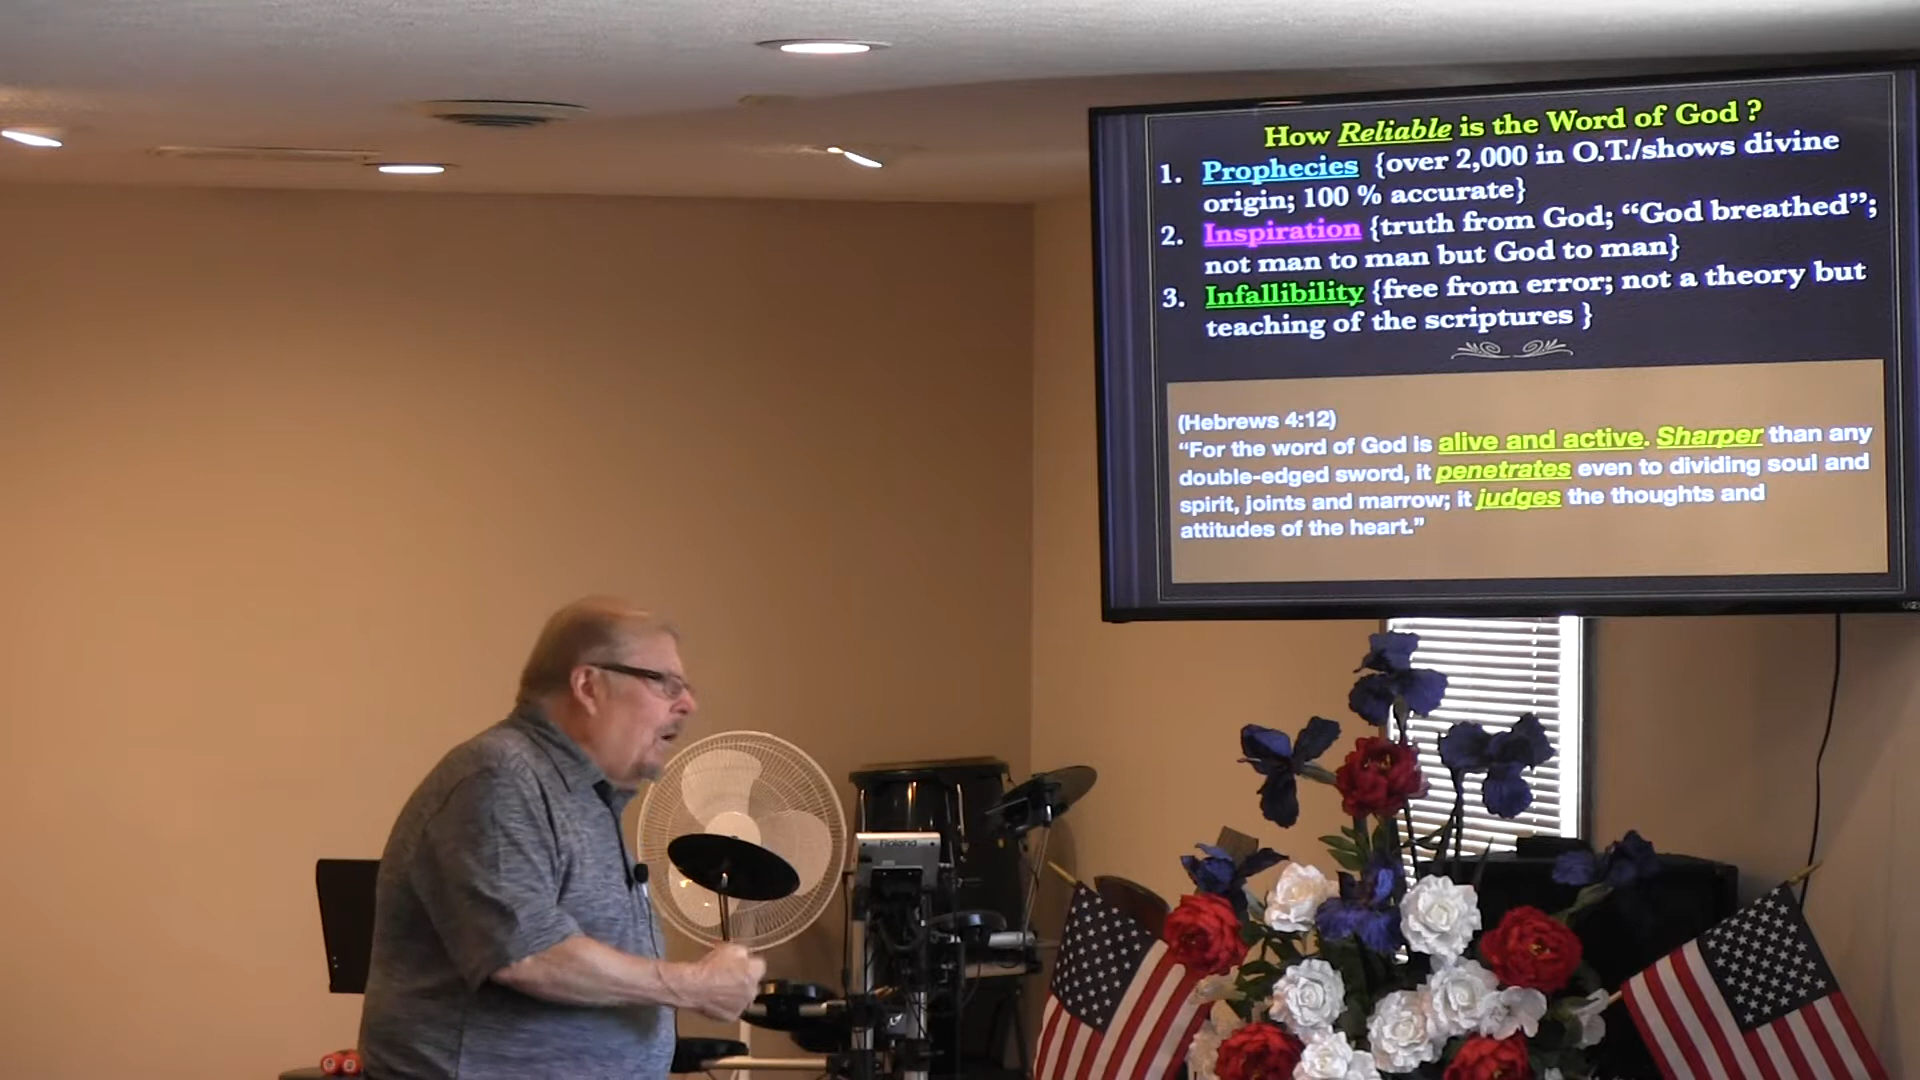 How Reliable is the Word of God ?
1. Prophecies {over 2,000 in O.T./shows divine
origin; 100 % accurate}
2. Inspiration {truth from God; “God breathed”;
not man to man but God to man}
3. Infallibility {free from error; not a theory but
teaching of the scriptures }
(Hebrews 4:12)
“For the word of God is alive and active. Sharper than any
double-edged sword, it penetrates even to dividing soul and
spirit, joints and marrow; it judges the thoughts and
attitudes of the heart.”
Roland